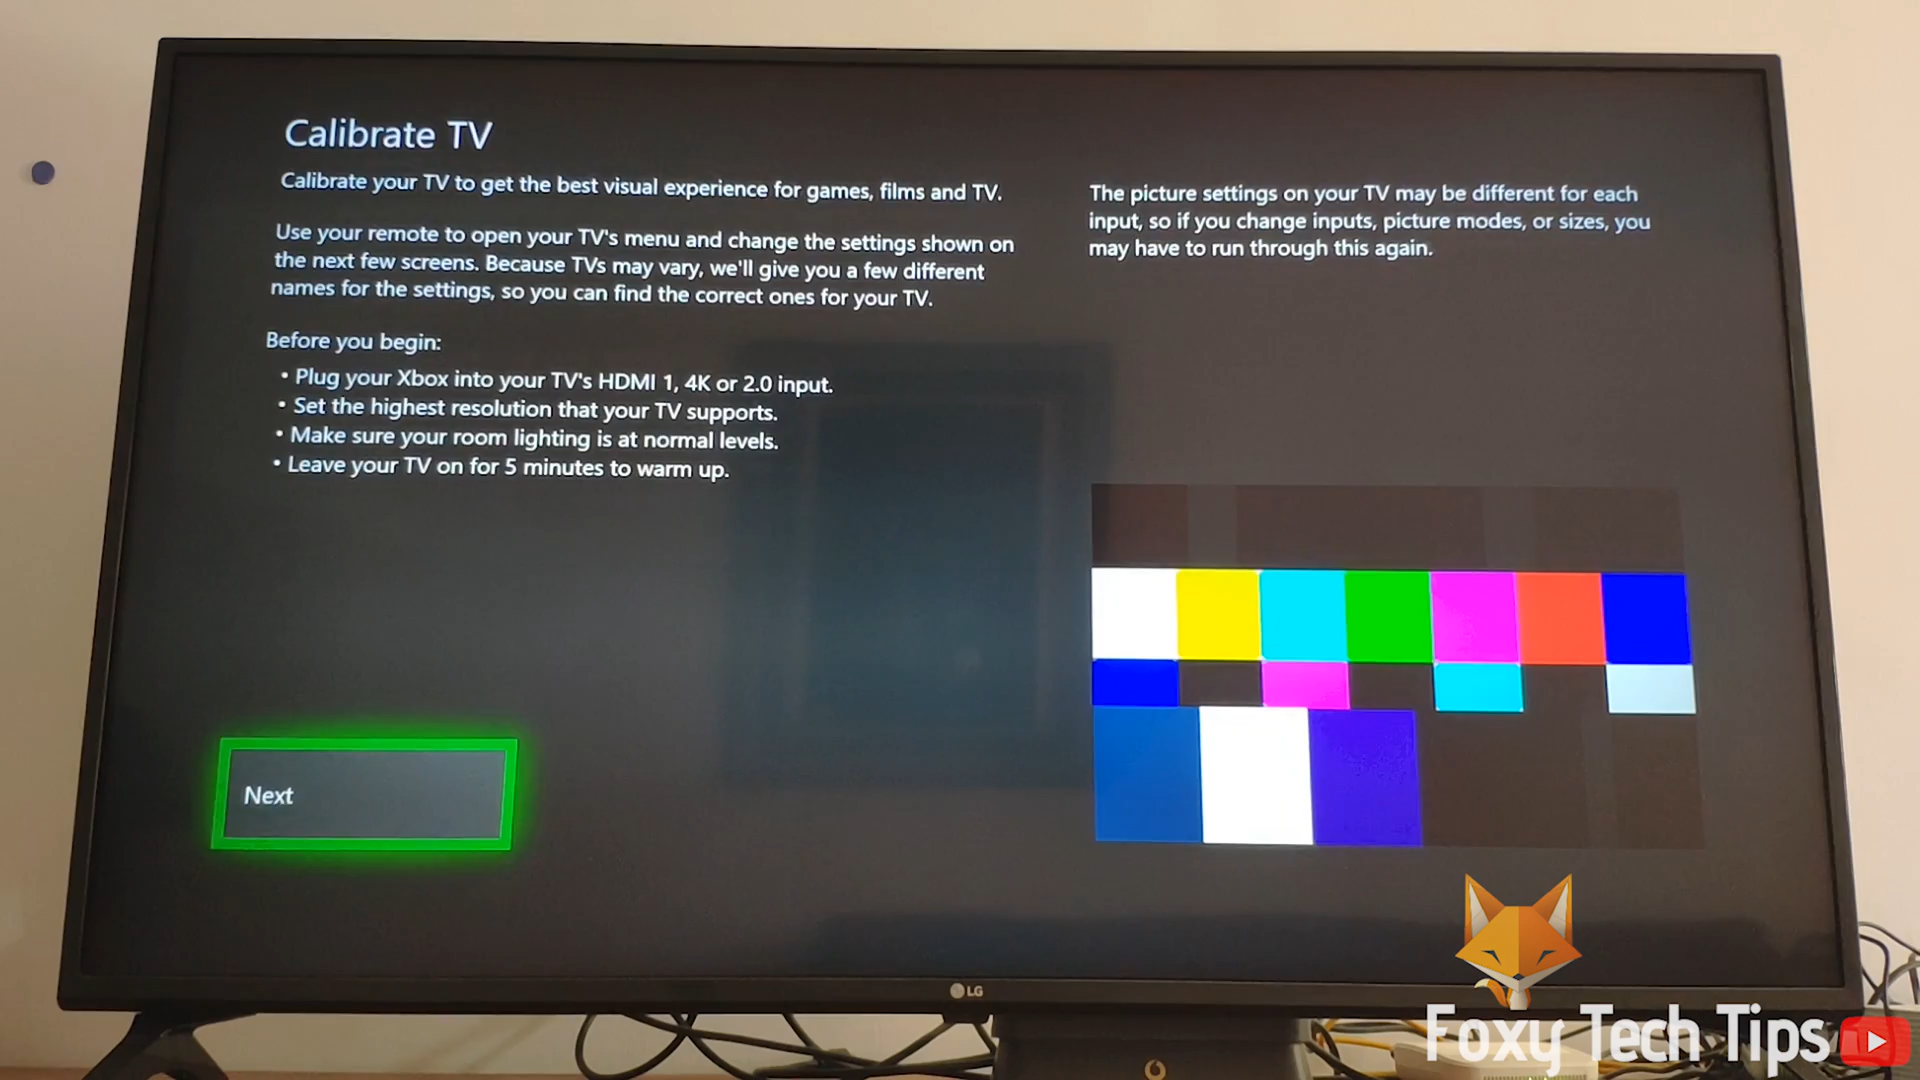 Calibrate TV
Calibrate your TV to get the best visual experience for games, films and TV.
Use your remote to open your TV's menu and change the settings shown on
the next few screens. Because TVs may vary, we'll give you a few different
names for the settings, so you can find the correct ones for your TV.
Before you begin:
• Plug your Xbox into your TV's HDMI 1, 4K or 2.0 input.
• Set the highest resolution that your TV supports.
• Make sure your room lighting is at normal levels.
• Leave your TV on for 5 minutes to warm up.
Next
The picture settings on your TV may be different for each
input, so if you change inputs, picture modes, or sizes, you
may have to run through this again.
LG
Foxy Tech Tips